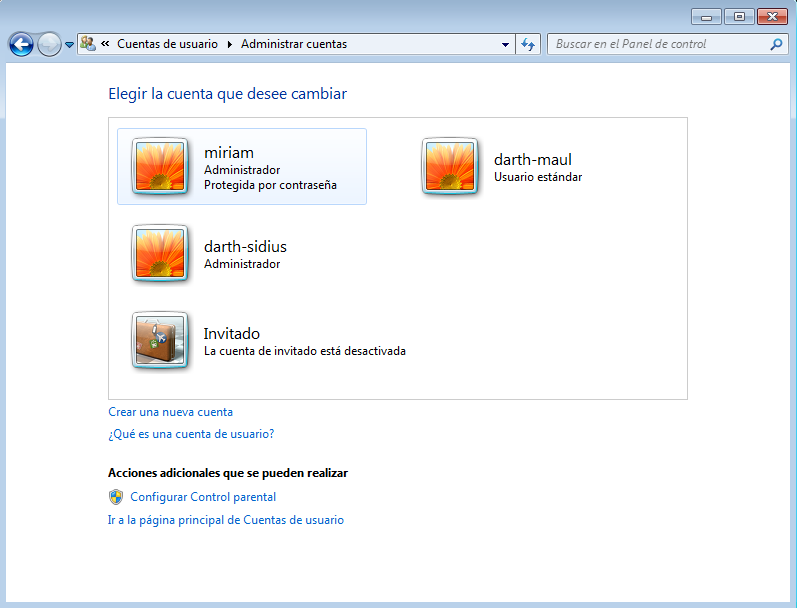 « Cuentas de usuario Administrar cuentas
Buscar en el Panel de control
Elegir la cuenta que desee cambiar
miriam
Administrador
Protegida por contraseña
darth-maul
Usuario estándar
darth-sidius
Administrador
Invitado
La cuenta de invitado está desactivada
Crear una nueva cuenta
¿Qué es una cuenta de usuario?
Acciones adicionales que se pueden realizar
Configurar Control parental
Ir a la página principal de Cuentas de usuario